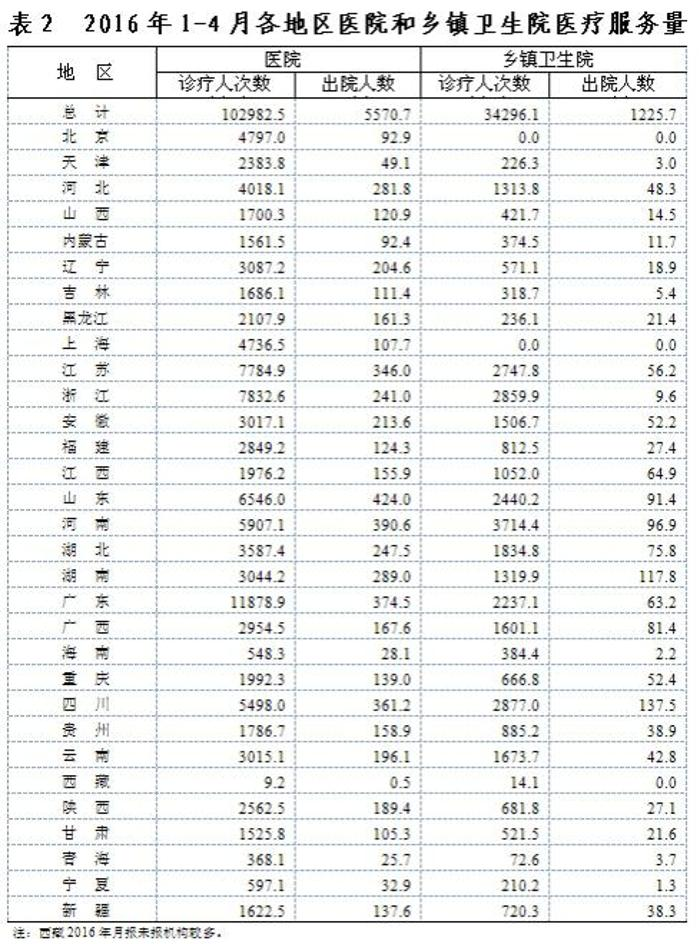 表2 2016年1-4月各地区医院和乡镇卫生院医疗服务量
地 区 医院 乡镇卫生院
诊疗人次数 出院人数 诊疗人次数 出院人数
总 计 102982.5 5570.7 34296.1 1225.7
北 京 4797.0 92.9 0.0 0.0
天 津 2383.8 49.1 226.3 3.0
河 北 4018.1 281.8 1313.8 48.3
山 西 1700.3 120.9 421.7 14.5
内蒙古 1561.5 92.4 374.5 11.7
辽 宁 3087.2 204.6 571.1 18.9
吉 林 1686.1 111.4 318.7 5.4
黑龙江 2107.9 161.3 236.1 21.4
上 海 4736.5 107.7 0.0 0.0
江 苏 7784.9 346.0 2747.8 56.2
浙 江 7832.6 241.0 2859.9 9.6
安 徽 3017.1 213.6 1506.7 52.2
福 建 2849.2 124.3 812.5 27.4
江 西 1976.2 155.9 1052.0 64.9
山 东 6546.0 424.0 2440.2 91.4
河 南 5907.1 390.6 3714.4 96.9
湖 北 3587.4 247.5 1834.8 75.8
湖 南 3044.2 289.0 1319.9 117.8
广 东 11878.9 374.5 2237.1 63.2
广 西 2954.5 167.6 1601.1 81.4
海 南 548.3 28.1 384.4 2.2
重 庆 1992.3 139.0 666.8 52.4
四 川 5498.0 361.2 2877.0 137.5
贵 州 1786.7 158.9 885.2 38.9
云 南 3015.1 196.1 1673.7 42.8
西 藏 9.2 0.5 14.1 0.0
陕 西 2562.5 189.4 681.8 27.1
甘 肃 1525.8 105.3 521.5 21.6
青 海 368.1 25.7 72.6 3.7
宁 夏 597.1 32.9 210.2 1.3
新 疆 1622.5 137.6 720.3 38.3
注：西藏2016年月报未报机构较多。